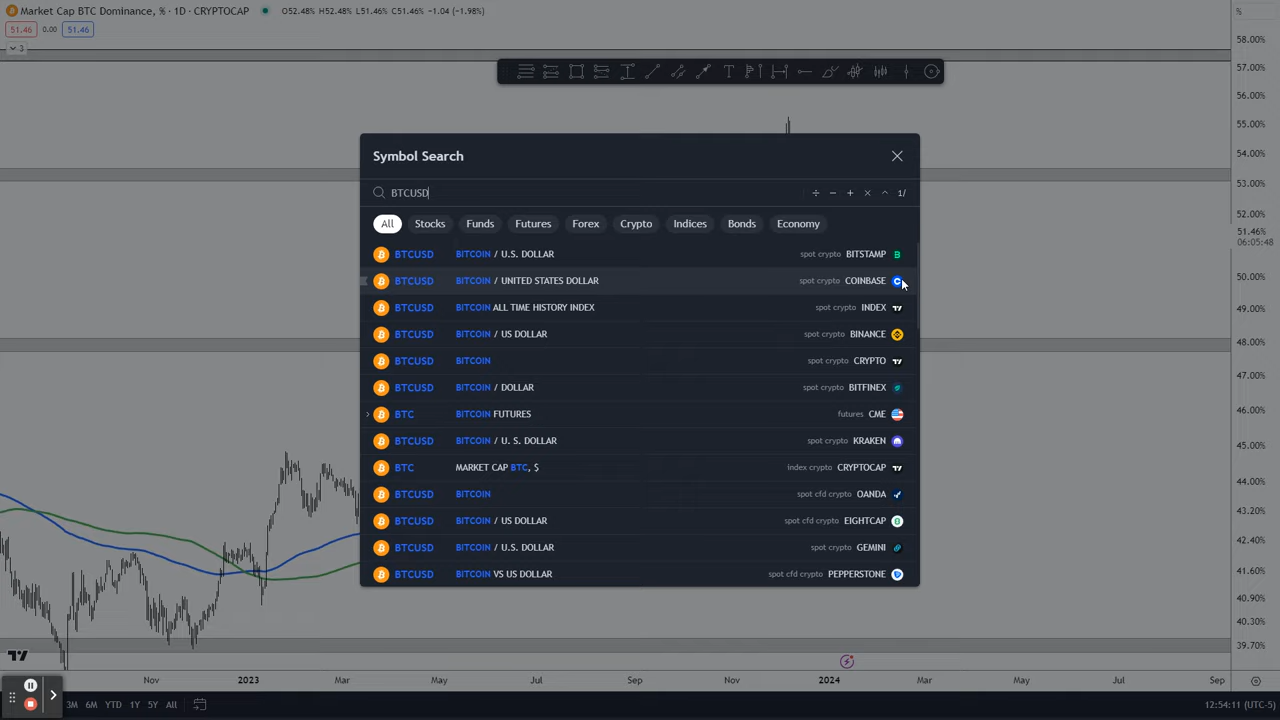 Market Cap BTC Dominance, % · 1D · CRYPTOCAP O52.48% H52.48% L51.46% C51.46% −1.04 (−1.98%)
51.46 0.00 51.46
3
%
58.00%
57.00%
56.00%
55.00%
54.00%
53.00%
52.00%
51.46%
06:05:48
50.00%
49.00%
48.00%
47.00%
46.00%
45.00%
44.00%
43.20%
42.40%
41.60%
40.90%
40.30%
39.70%
Symbol Search
BTCUSD ÷ − + × ^ 1/
All Stocks Funds Futures Forex Crypto Indices Bonds Economy
BTCUSD BITCOIN / U.S. DOLLAR spot crypto BITSTAMP
BTCUSD BITCOIN / UNITED STATES DOLLAR spot crypto COINBASE
BTCUSD BITCOIN ALL TIME HISTORY INDEX spot crypto INDEX
BTCUSD BITCOIN / US DOLLAR spot crypto BINANCE
BTCUSD BITCOIN spot crypto CRYPTO
BTCUSD BITCOIN / DOLLAR spot crypto BITFINEX
BTC BITCOIN FUTURES futures CME
BTCUSD BITCOIN / U. S. DOLLAR spot crypto KRAKEN
BTC MARKET CAP BTC, $ index crypto CRYPTOCAP
BTCUSD BITCOIN spot cfd crypto OANDA
BTCUSD BITCOIN / US DOLLAR spot cfd crypto EIGHTCAP
BTCUSD BITCOIN / U.S. DOLLAR spot crypto GEMINI
BTCUSD BITCOIN VS US DOLLAR spot cfd crypto PEPPERSTONE
Nov 2023 Mar May Jul Sep Nov 2024 Mar May Jul Sep
3M 6M YTD 1Y 5Y All 12:54:11 (UTC-5)